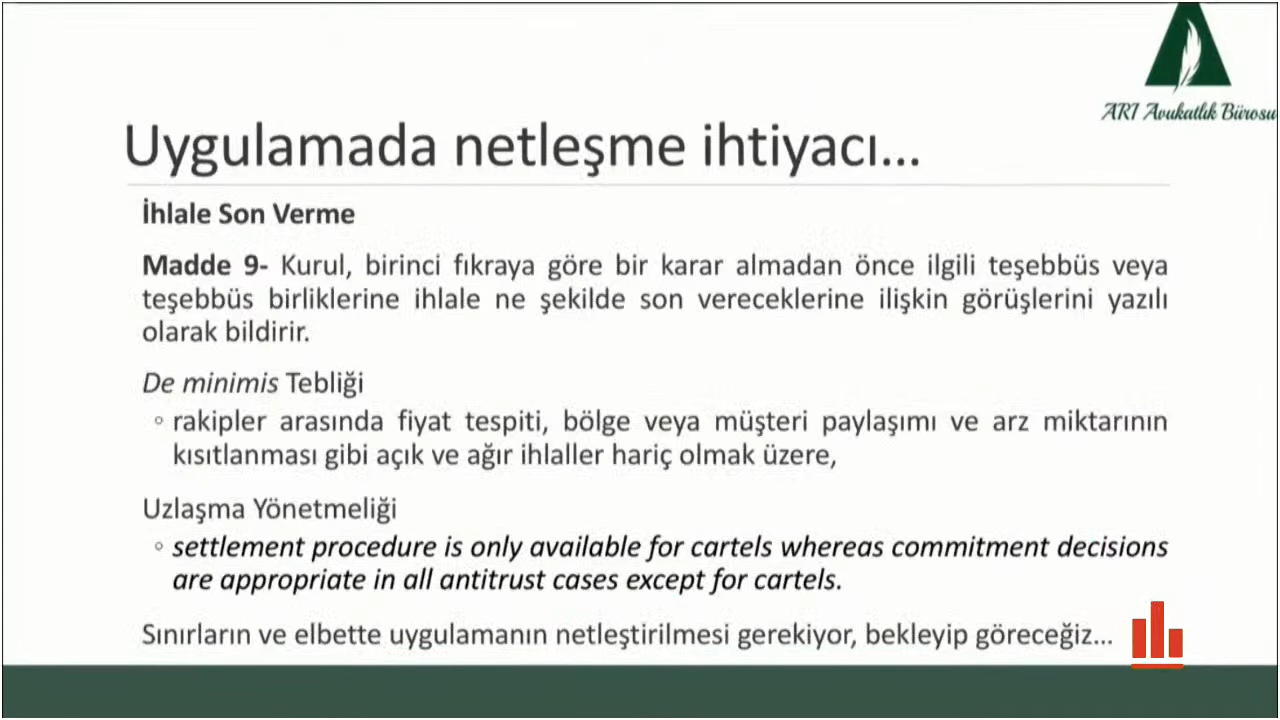 ARI Avukatlık Bürosu
Uygulamada netleşme ihtiyacı...
İhlale Son Verme
Madde 9- Kurul, birinci fıkraya göre bir karar almadan önce ilgili teşebbüs veya
teşebbüs birliklerine ihlale ne şekilde son vereceklerine ilişkin görüşlerini yazılı
olarak bildirir.
De minimis Tebliği
◦ rakipler arasında fiyat tespiti, bölge veya müşteri paylaşımı ve arz miktarının
kısıtlanması gibi açık ve ağır ihlaller hariç olmak üzere,
Uzlaşma Yönetmeliği
◦ settlement procedure is only available for cartels whereas commitment decisions
are appropriate in all antitrust cases except for cartels.
Sınırların ve elbette uygulamanın netleştirilmesi gerekiyor, bekleyip göreceğiz...